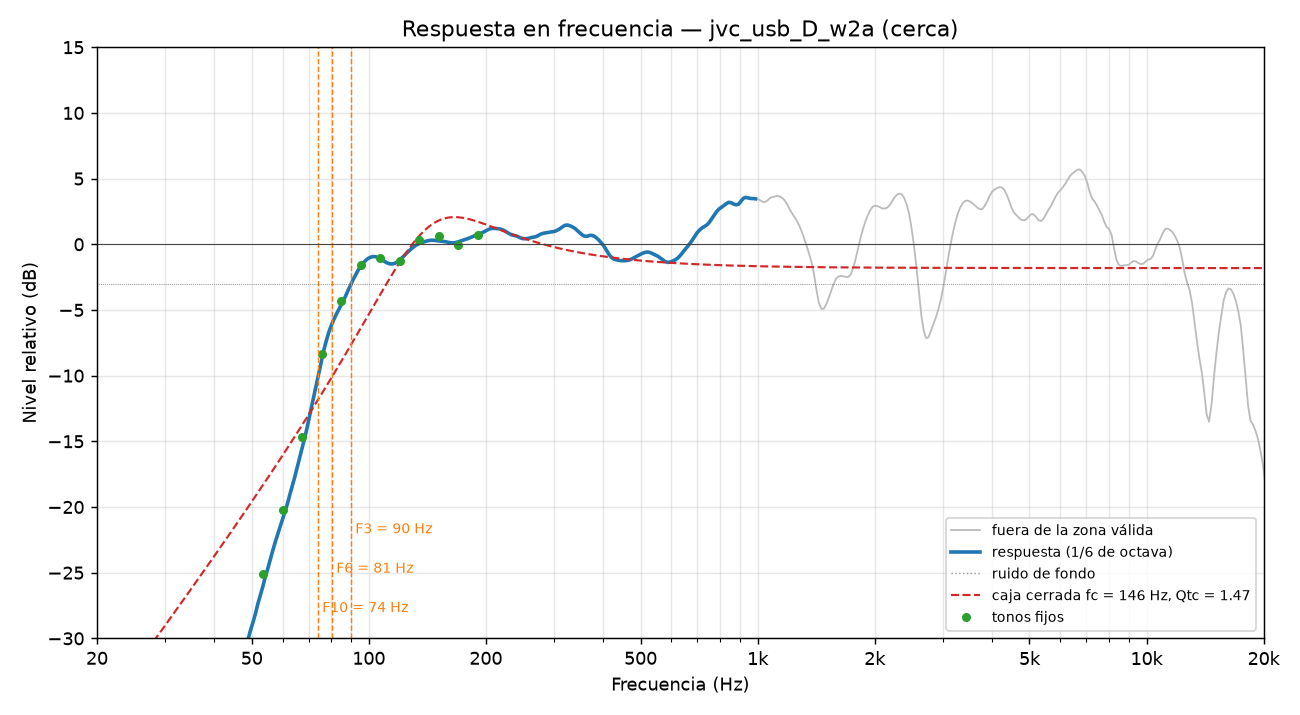 Respuesta en frecuencia — jvc_usb_D_w2a (cerca)
Nivel relativo (dB)
15
10
5
0
−5
−10
−15
−20
−25
−30
F3 = 90 Hz
F6 = 81 Hz
F10 = 74 Hz
fuera de la zona válida
respuesta (1/6 de octava)
ruido de fondo
caja cerrada fc = 146 Hz, Qtc = 1.47
tonos fijos
20
50
100
200
500
1k
2k
5k
10k
20k
Frecuencia (Hz)